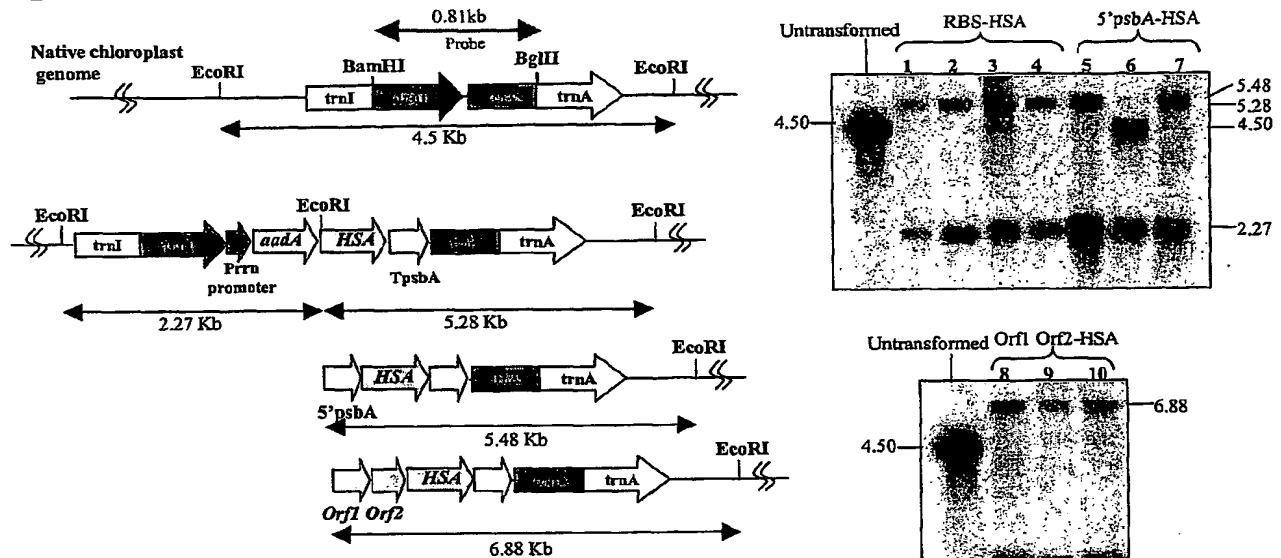 0.81kb
Probe
Native chloroplast
genome
EcoRI
BamHI
BglII
EcoRI
trnI
trnA
4.5 Kb
EcoRI
EcoRI
EcoRI
trnI
aadA
HSA
trnA
Prrn
promoter
TpsbA
2.27 Kb
5.28 Kb
EcoRI
HSA
trnA
5'psbA
5.48 Kb
EcoRI
HSA
trnA
Orf1 Orf2
6.88 Kb
Untransformed
RBS-HSA
5'psbA-HSA
1 2 3 4 5 6 7
4.50
5.48
5.28
4.50
2.27
Untransformed
Orf1 Orf2-HSA
8 9 10
4.50
6.88